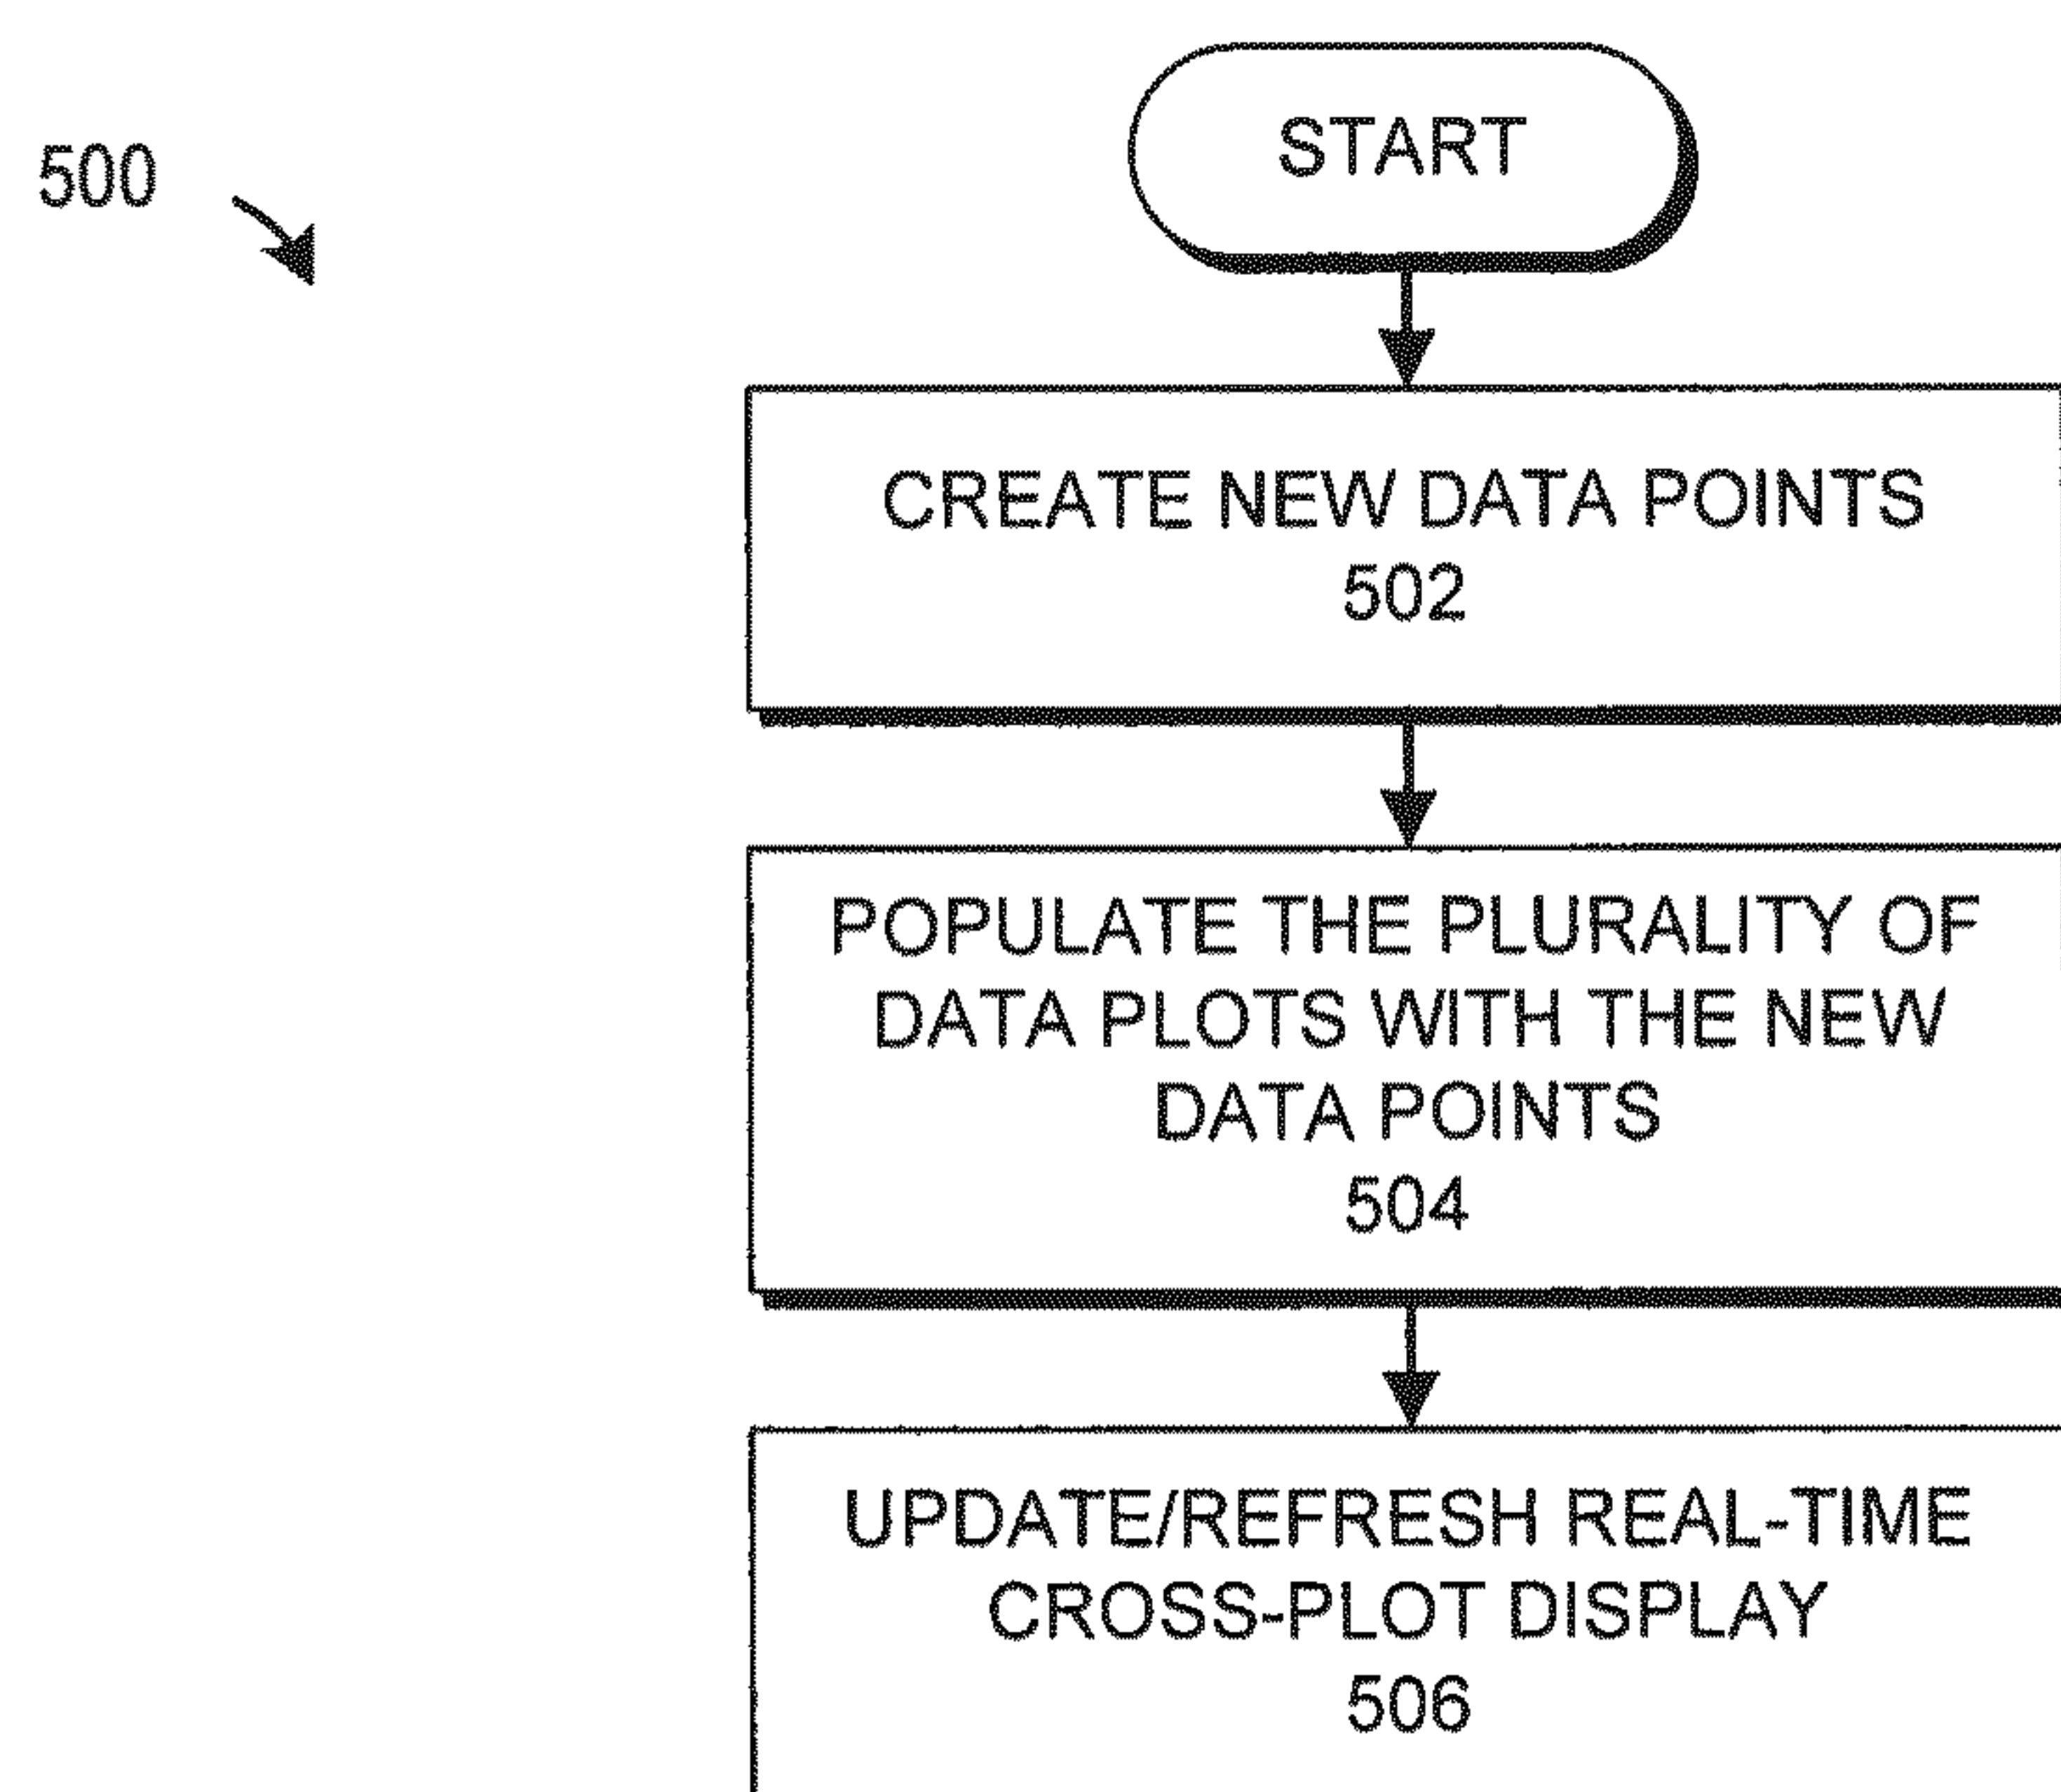 500
START
CREATE NEW DATA POINTS
502
POPULATE THE PLURALITY OF
DATA PLOTS WITH THE NEW
DATA POINTS
504
UPDATE/REFRESH REAL-TIME
CROSS-PLOT DISPLAY
506